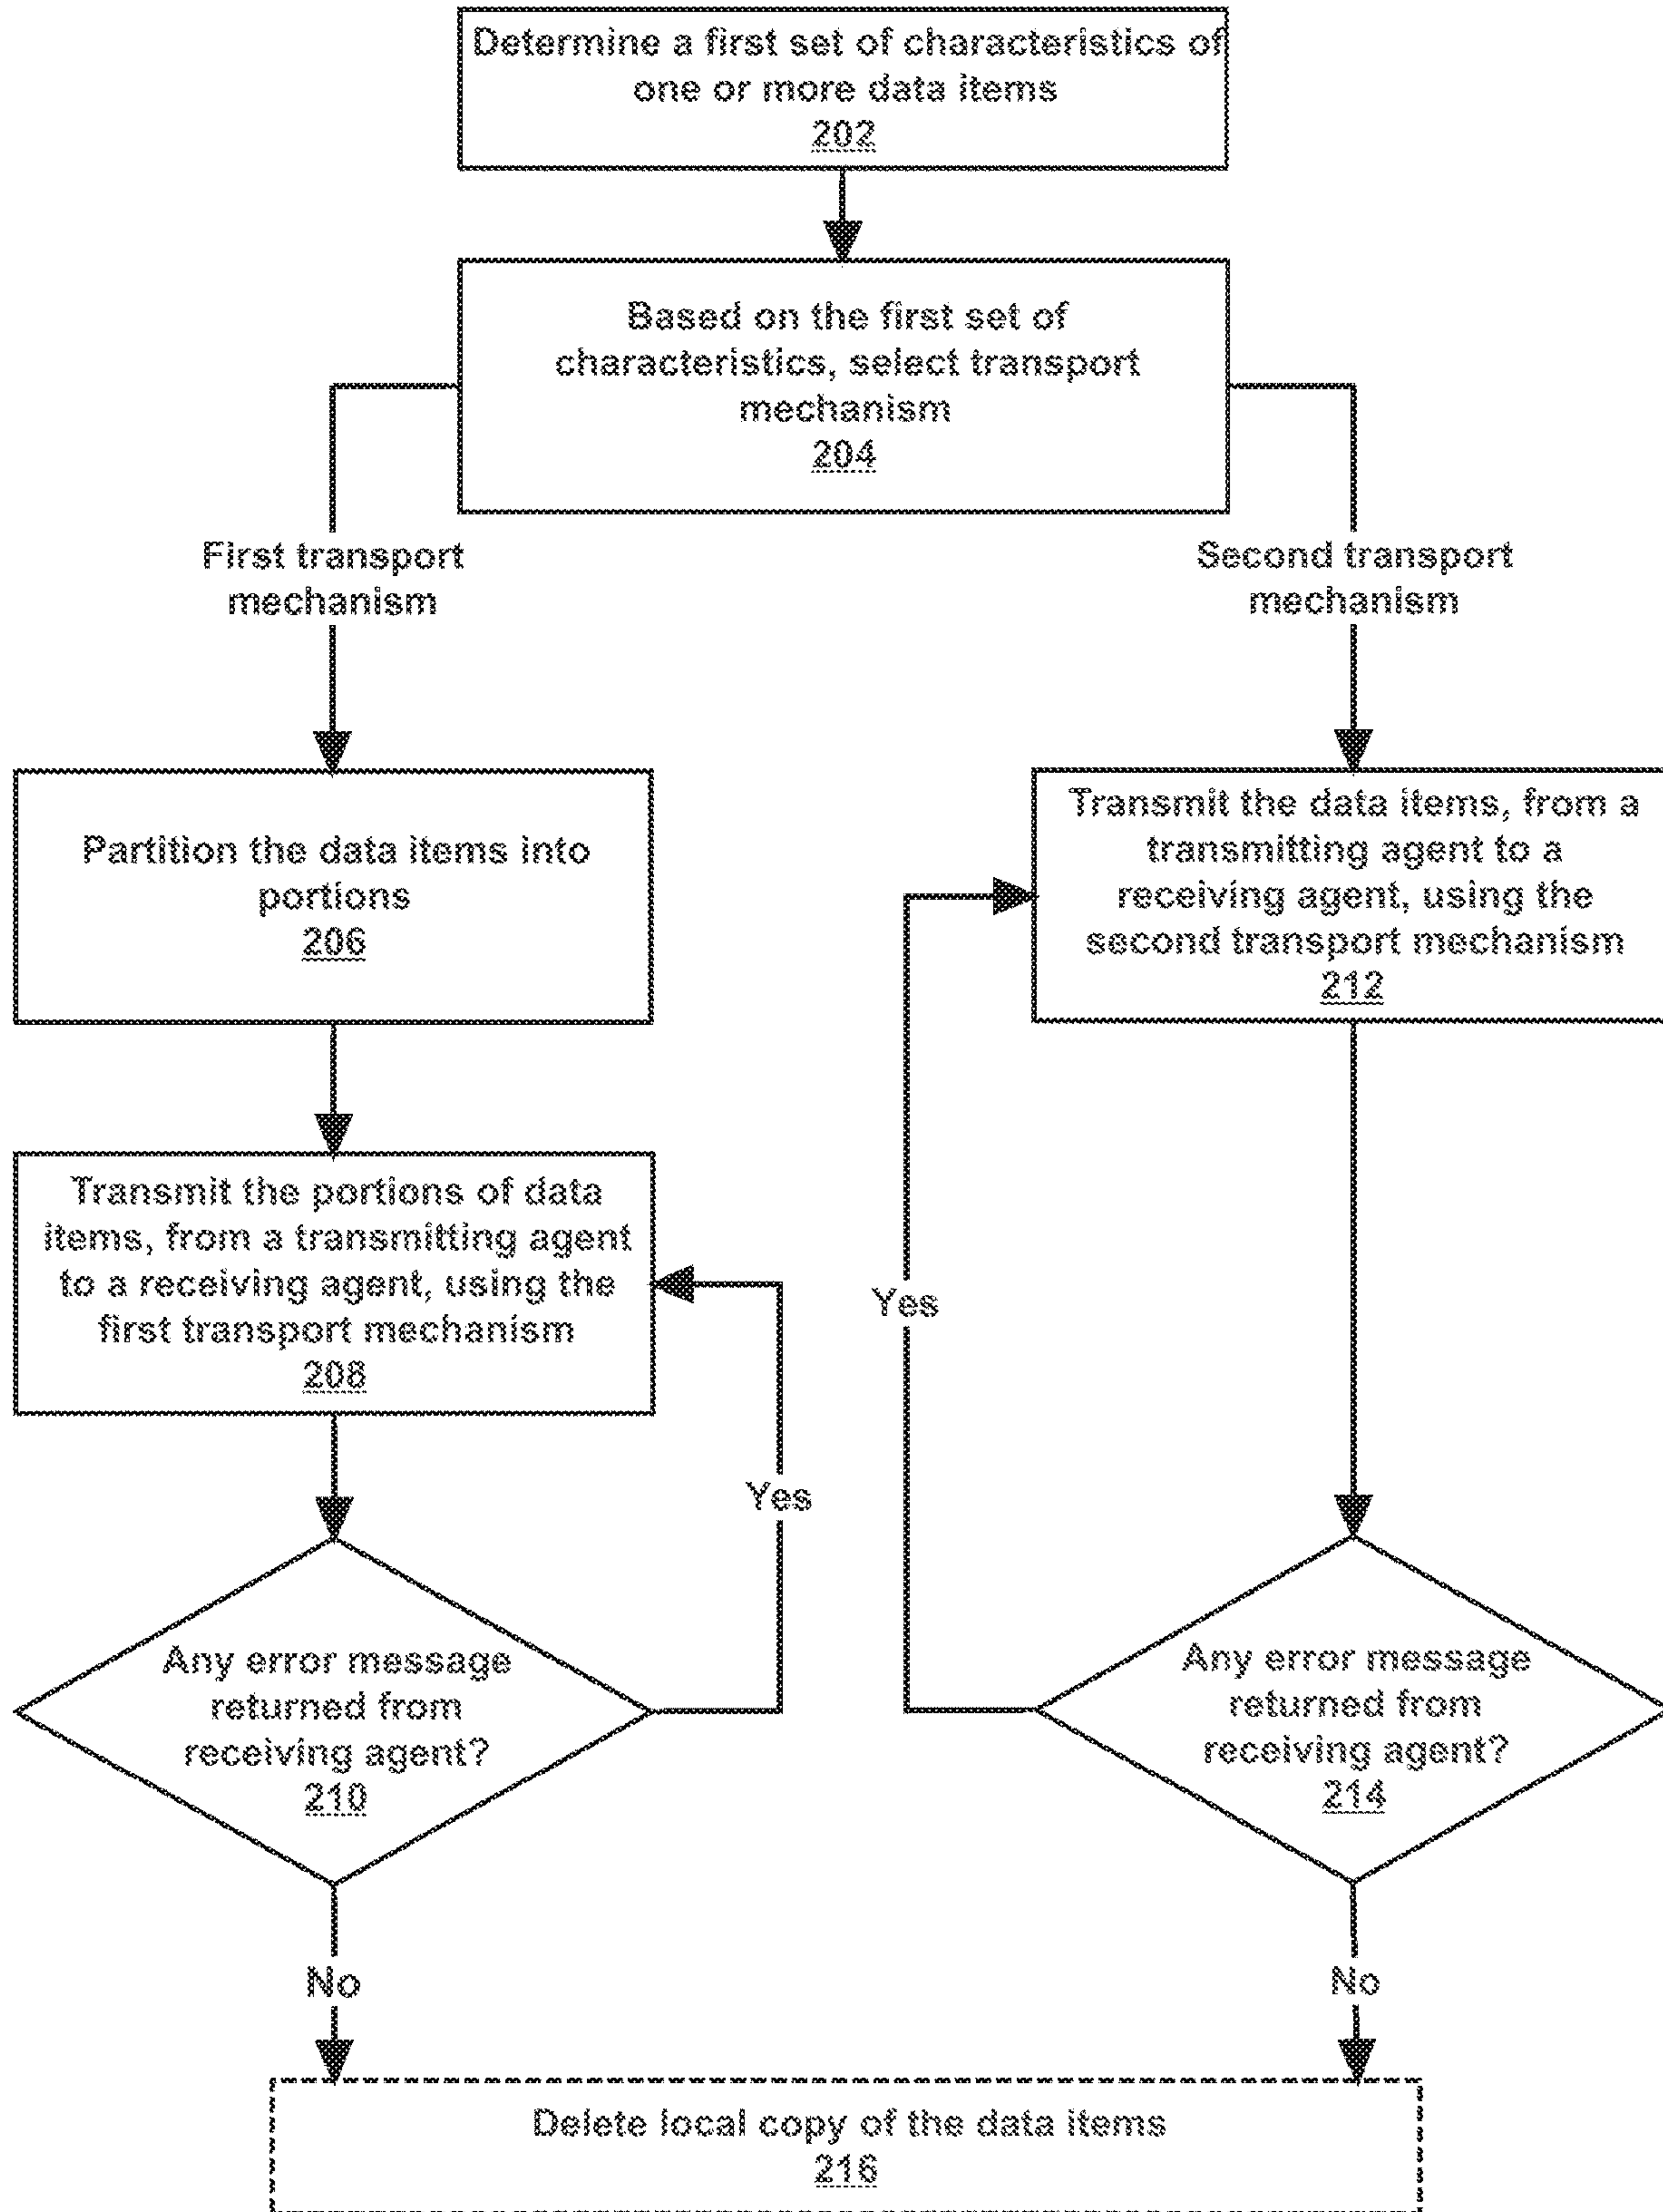 Determine a first set of characteristics of
one or more data items
202
Based on the first set of
characteristics, select transport
mechanism
204
First transport
mechanism
Second transport
mechanism
Partition the data items into
portions
206
Transmit the data items, from a
transmitting agent to a
receiving agent, using the
second transport mechanism
212
Transmit the portions of data
items, from a transmitting agent
to a receiving agent, using the
first transport mechanism
208
Yes
Yes
Any error message
returned from
receiving agent?
210
Any error message
returned from
receiving agent?
214
No
No
Delete local copy of the data items
216